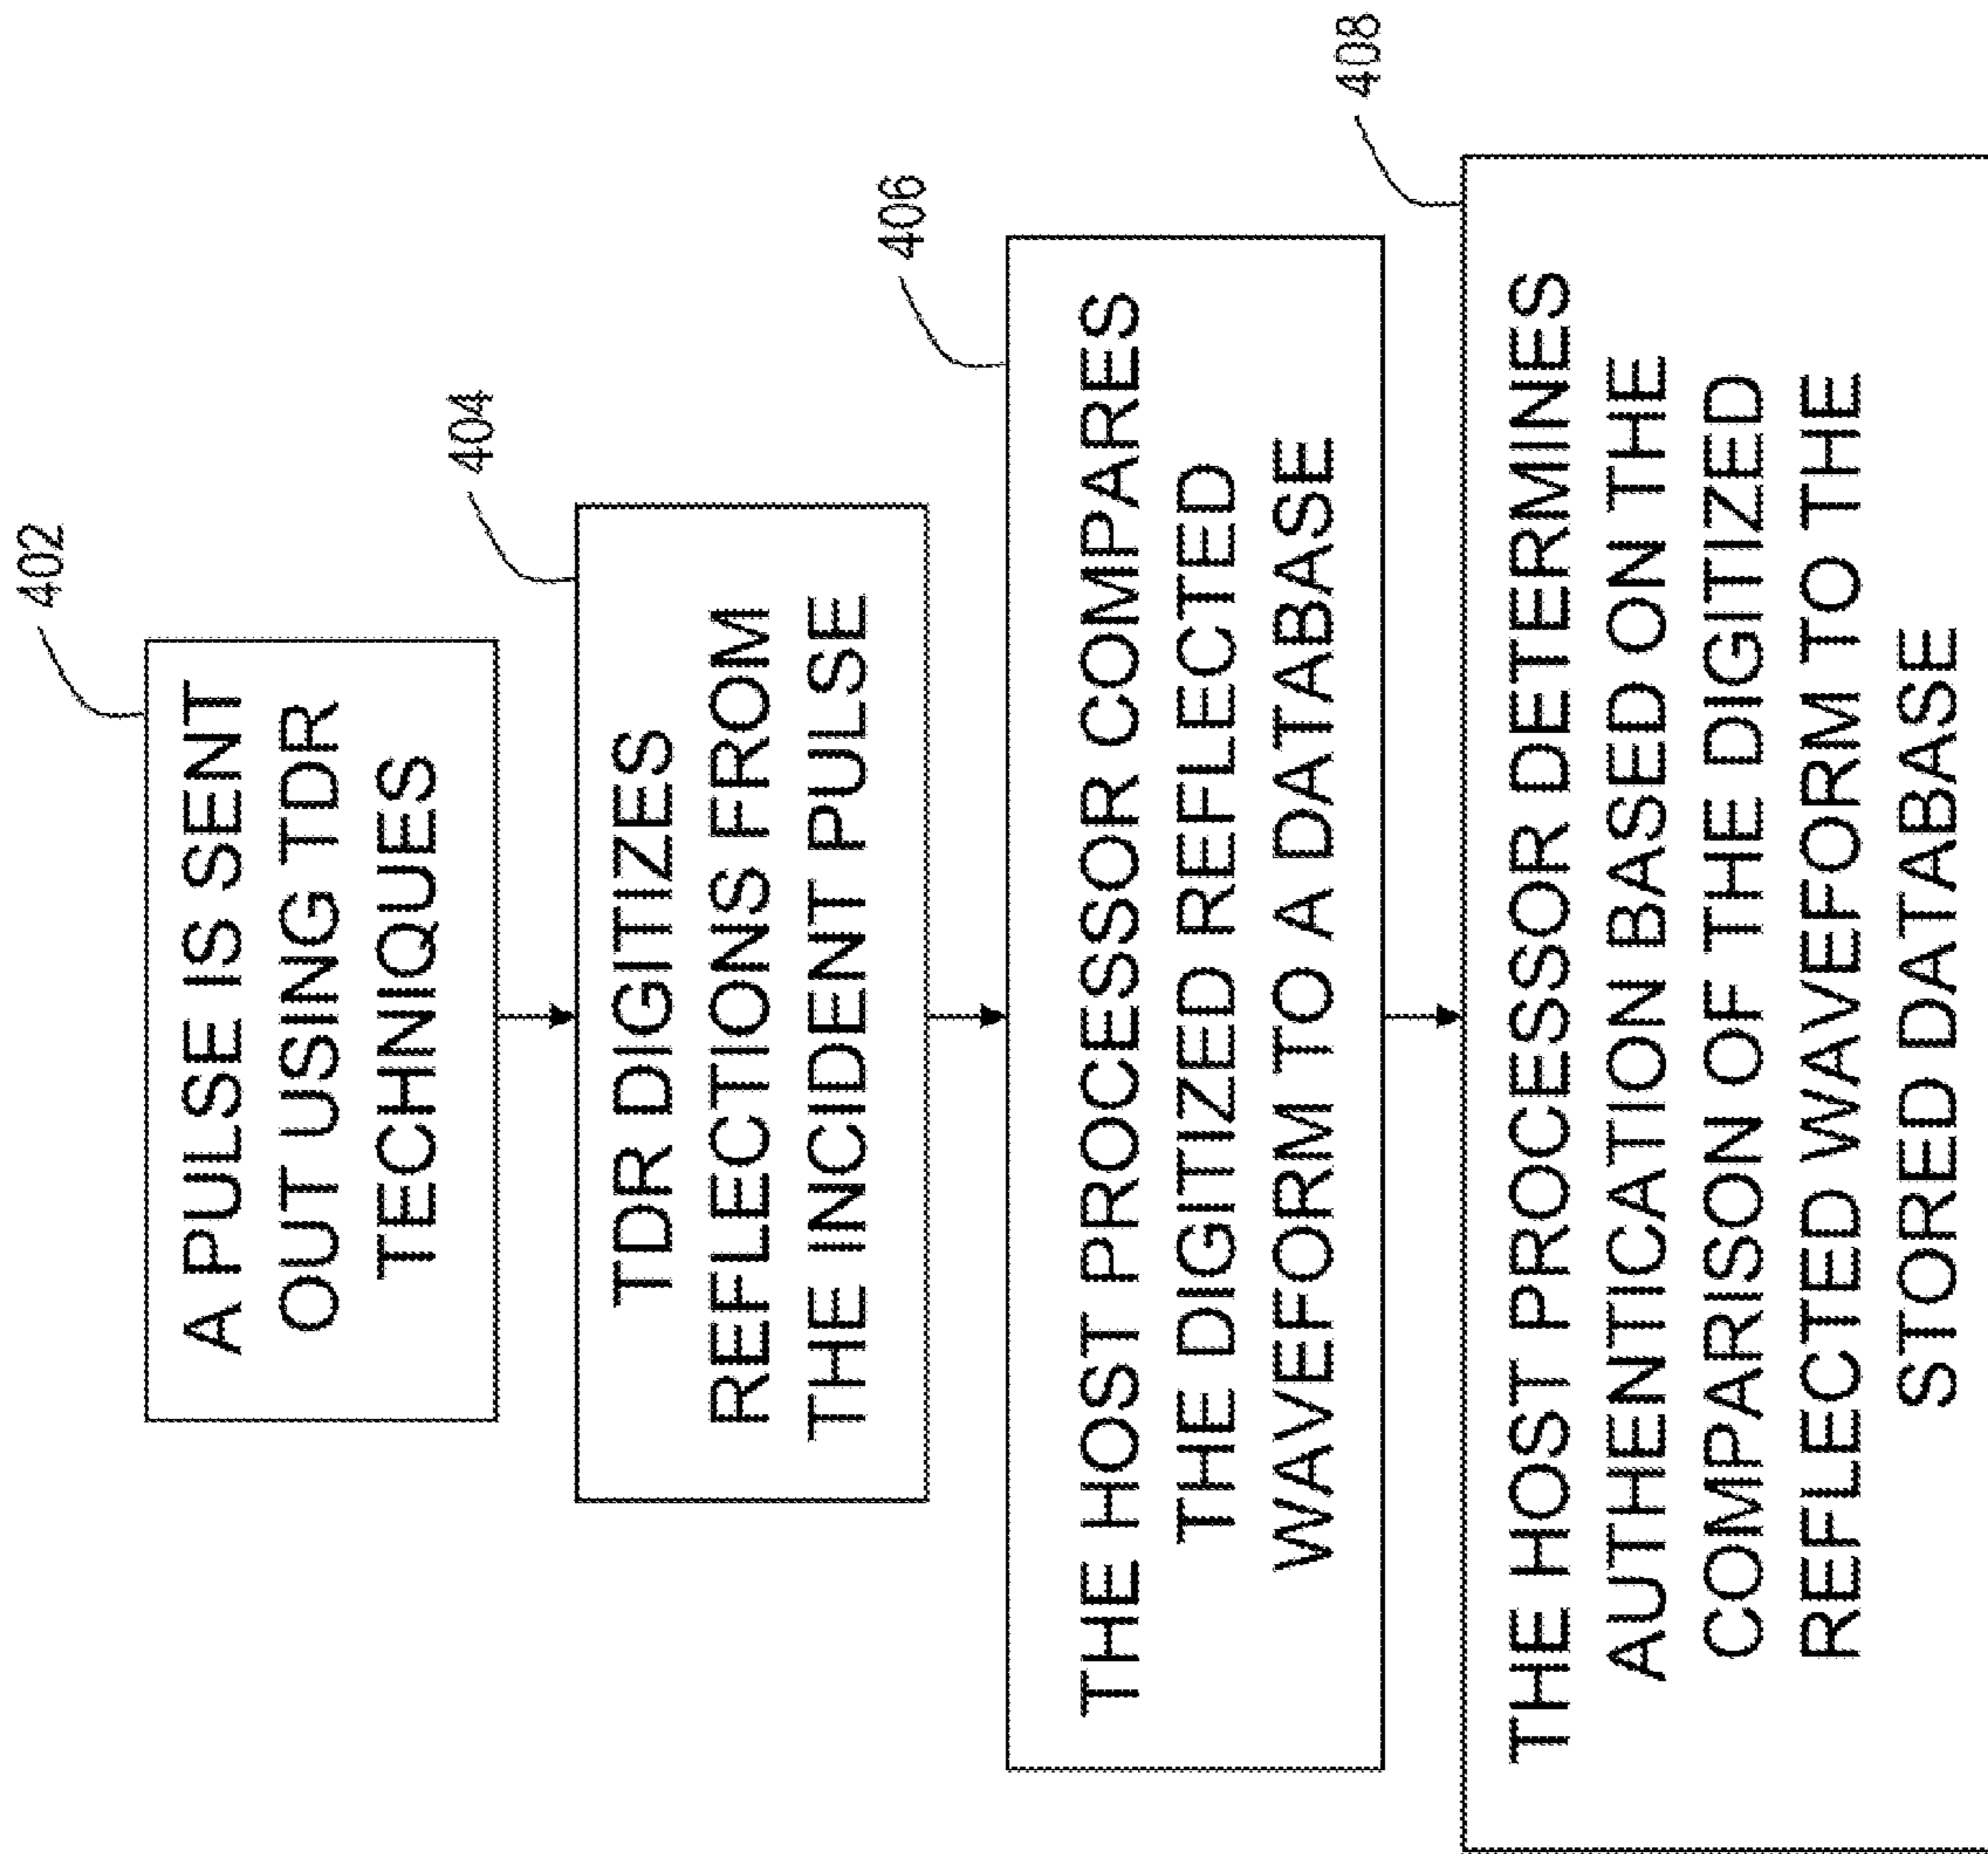 402
A PULSE IS SENT
OUT USING TDR
TECHNIQUES
404
TDR DIGITIZES
REFLECTIONS FROM
THE INCIDENT PULSE
406
THE HOST PROCESSOR COMPARES
THE DIGITIZED REFLECTED
WAVEFORM TO A DATABASE
408
THE HOST PROCESSOR DETERMINES
AUTHENTICATION BASED ON THE
COMPARISON OF THE DIGITIZED
REFLECTED WAVEFORM TO THE
STORED DATABASE